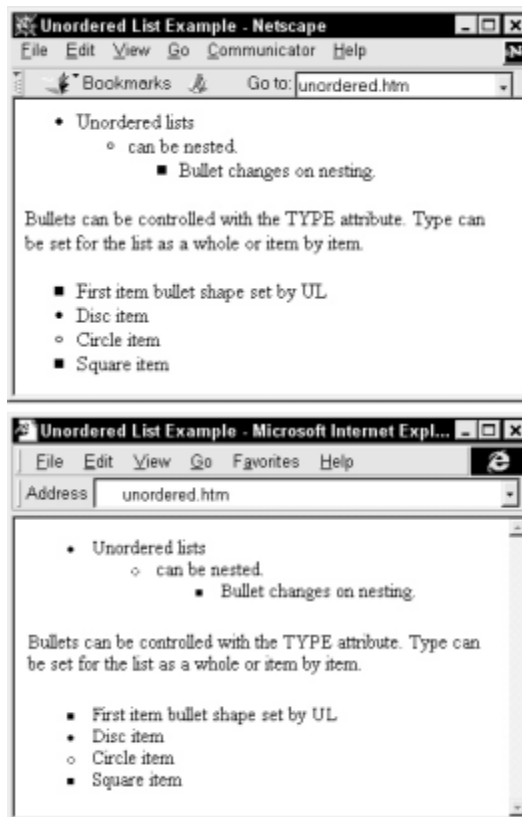 Unordered List Example - Netscape
File Edit View Go Communicator Help
N
Bookmarks Go to: unordered.htm
Unordered lists
can be nested.
Bullet changes on nesting.
Bullets can be controlled with the TYPE attribute. Type can
be set for the list as a whole or item by item.
First item bullet shape set by UL
Disc item
Circle item
Square item
Unordered List Example - Microsoft Internet Expl...
File Edit View Go Favorites Help
Address unordered.htm
Unordered lists
can be nested.
Bullet changes on nesting.
Bullets can be controlled with the TYPE attribute. Type can
be set for the list as a whole or item by item.
First item bullet shape set by UL
Disc item
Circle item
Square item